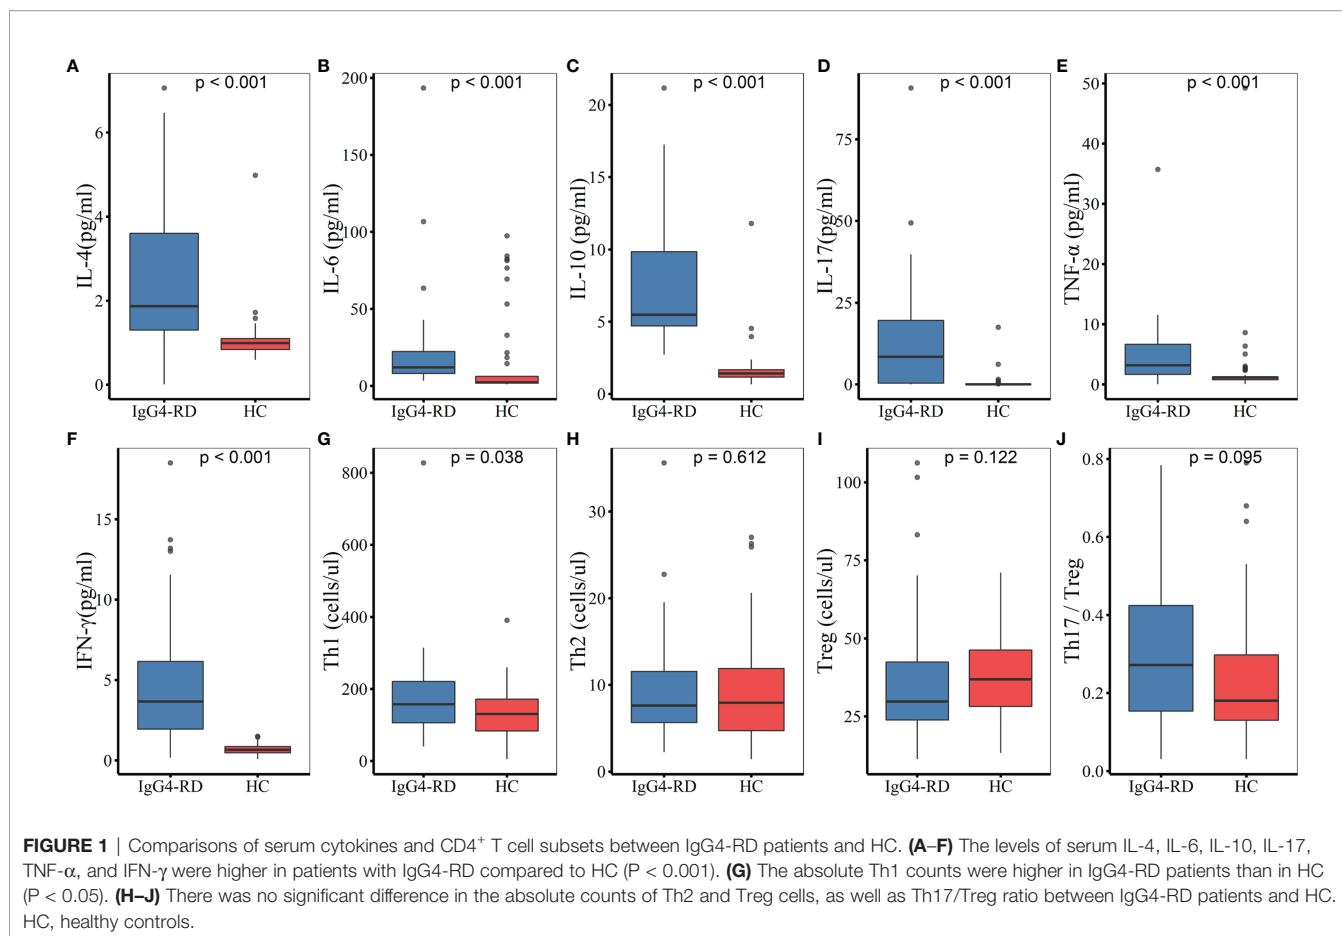 A
p < 0.001
IL-4(pg/ml)
6
4
2
0
IgG4-RD HC
B
p < 0.001
IL-6 (pg/ml)
200
150
100
50
0
IgG4-RD HC
C
p < 0.001
IL-10 (pg/ml)
20
15
10
5
0
IgG4-RD HC
D
p < 0.001
IL-17(pg/ml)
75
50
25
0
IgG4-RD HC
E
p < 0.001
TNF-α (pg/ml)
50
40
30
20
10
0
IgG4-RD HC
F
p < 0.001
IFN-γ(pg/ml)
15
10
5
0
IgG4-RD HC
G
p = 0.038
Th1 (cells/ul)
800
600
400
200
0
IgG4-RD HC
H
p = 0.612
Th2 (cells/ul)
30
20
10
0
IgG4-RD HC
I
p = 0.122
Treg (cells/ul)
100
75
50
25
IgG4-RD HC
J
p = 0.095
Th17 / Treg
0.8
0.6
0.4
0.2
0.0
IgG4-RD HC
FIGURE 1 | Comparisons of serum cytokines and CD4⁺ T cell subsets between IgG4-RD patients and HC. (A–F) The levels of serum IL-4, IL-6, IL-10, IL-17,
TNF-α, and IFN-γ were higher in patients with IgG4-RD compared to HC (P < 0.001). (G) The absolute Th1 counts were higher in IgG4-RD patients than in HC
(P < 0.05). (H–J) There was no significant difference in the absolute counts of Th2 and Treg cells, as well as Th17/Treg ratio between IgG4-RD patients and HC.
HC, healthy controls.